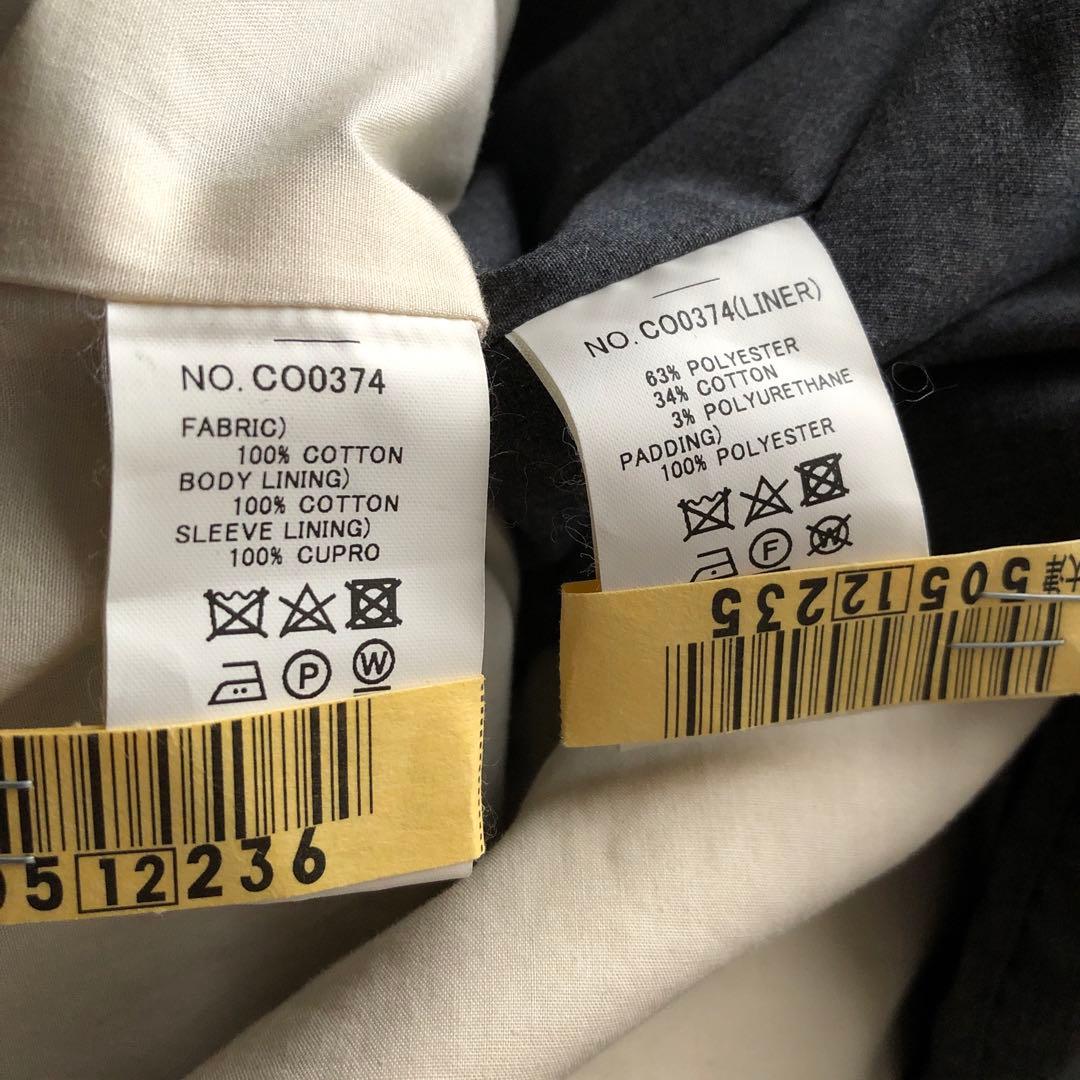 NO. CO0374
FABRIC)
100% COTTON
BODY LINING)
100% COTTON
SLEEVE LINING)
100% CUPRO
P
W
5 12 236
NO. CO0374(LINER)
63% POLYESTER
34% COTTON
3% POLYURETHANE
PADDING)
100% POLYESTER
F
W
505 12 235